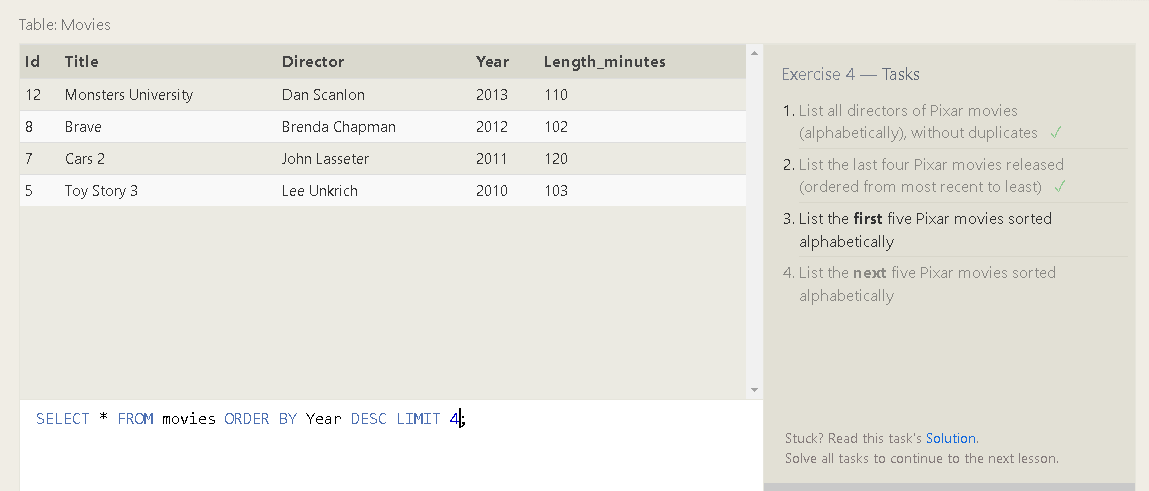 Table: Movies
Id Title Director Year Length_minutes
12 Monsters University Dan Scanlon 2013 110
8 Brave Brenda Chapman 2012 102
7 Cars 2 John Lasseter 2011 120
5 Toy Story 3 Lee Unkrich 2010 103
SELECT * FROM movies ORDER BY Year DESC LIMIT 4;
Exercise 4 — Tasks
1. List all directors of Pixar movies
(alphabetically), without duplicates ✓
2. List the last four Pixar movies released
(ordered from most recent to least) ✓
3. List the first five Pixar movies sorted
alphabetically
4. List the next five Pixar movies sorted
alphabetically
Stuck? Read this task's Solution.
Solve all tasks to continue to the next lesson.